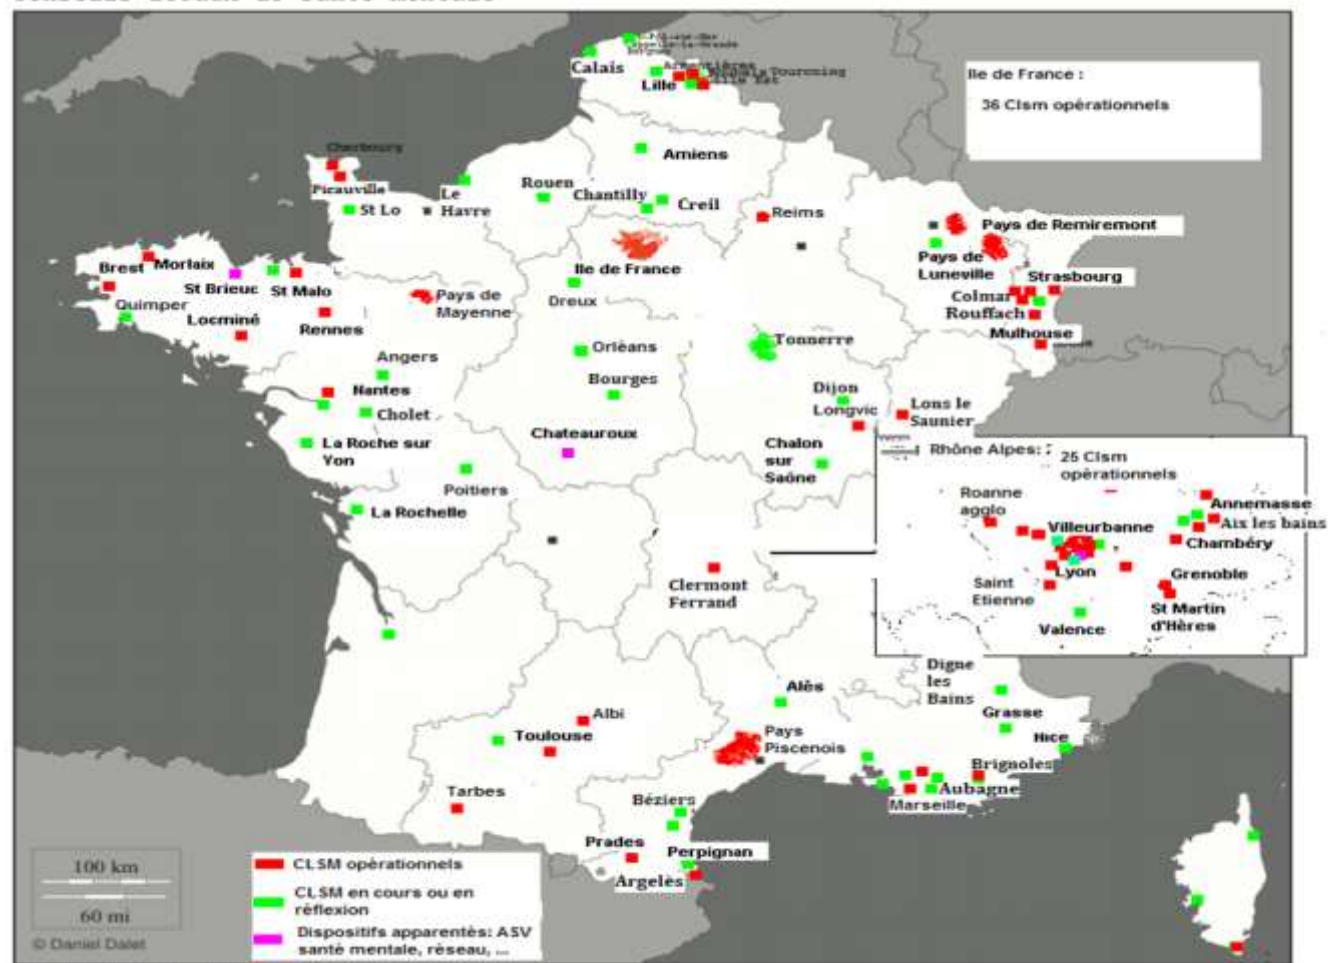 Calais
Armentières
Lille
Ile de France :
36 Clsm opérationnels
Cherbourg
Picauville
St Lo
Le
Havre
Rouen
Amiens
Chantilly
Creil
Reims
Pays de Remiremont
Pays de
Luneville
Strasbourg
Colmar
Rouffach
Mulhouse
Brest
Morlaix
St Brieuc
St Malo
Quimper
Locminé
Rennes
Pays de
Mayenne
Ile de France
Dreux
Orléans
Tonnerre
Angers
Bourges
Nantes
Cholet
Dijon
Longvic
Lons le
Saunier
La Roche sur
Yon
Chateauroux
Chalon
sur
Saône
Poitiers
La Rochelle
Rhône Alpes:
25 Clsm
opérationnels
Roanne
agglo
Villeurbanne
Annemasse
Aix les bains
Chambéry
Lyon
Grenoble
Saint
Etienne
St Martin
d'Hères
Valence
Clermont
Ferrand
Digne
les
Bains
Alès
Grasse
Nice
Albi
Toulouse
Pays
Piscenois
Brignoles
Aubagne
Marseille
Tarbes
Béziers
Prades
Perpignan
Argelès
100 km
60 mi
© Daniel Dalet
CLSM opérationnels
CLSM en cours ou en
réflexion
Dispositifs apparentés: ASV
santé mentale, réseau, ...